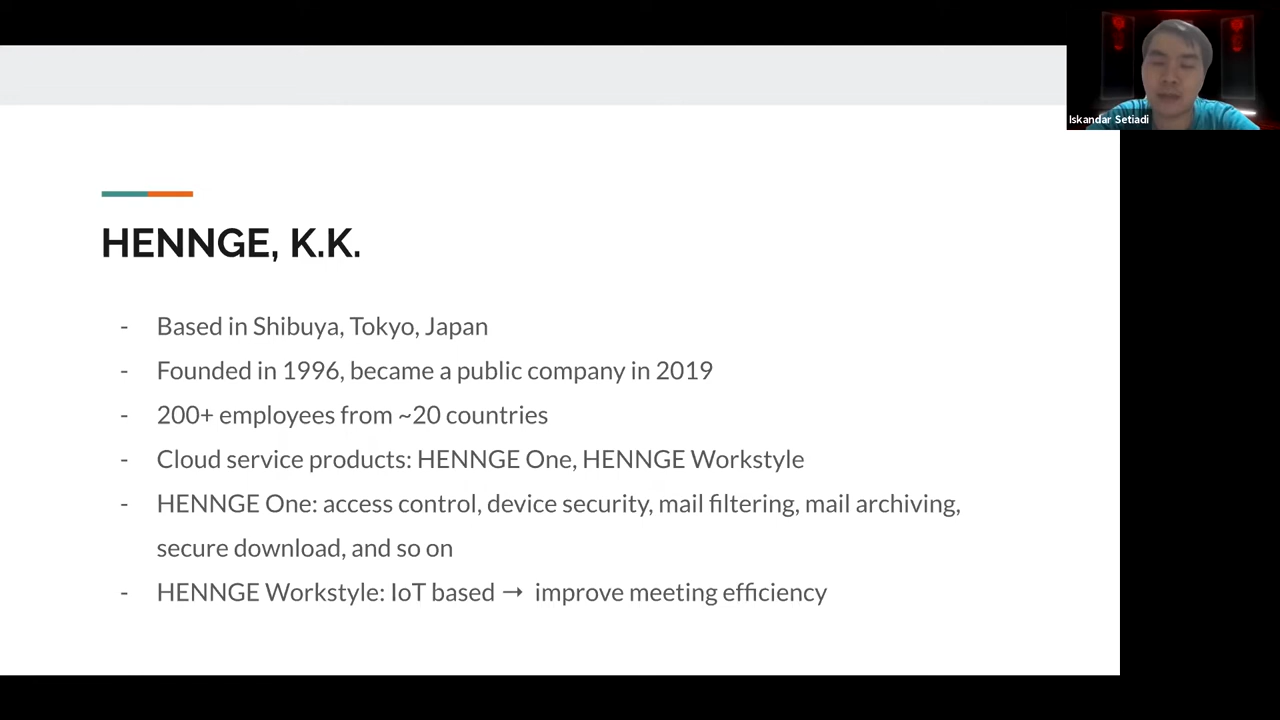 Iskandar Setiadi
HENNGE, K.K.
- Based in Shibuya, Tokyo, Japan
- Founded in 1996, became a public company in 2019
- 200+ employees from ~20 countries
- Cloud service products: HENNGE One, HENNGE Workstyle
- HENNGE One: access control, device security, mail filtering, mail archiving,
secure download, and so on
- HENNGE Workstyle: IoT based → improve meeting efficiency